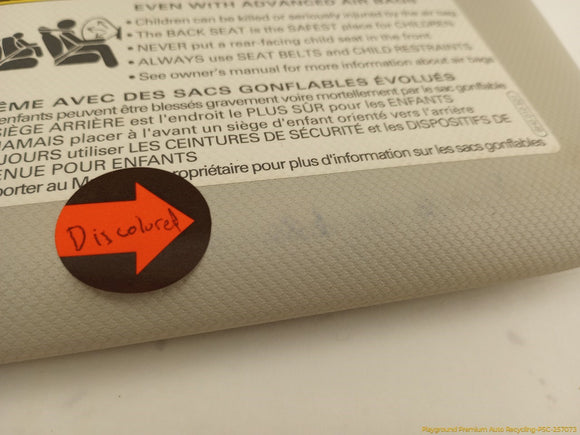 EVEN WITH ADVANCED AIR BAGS
• Children can be killed or seriously injured by the air bag
• The BACK SEAT is the SAFEST place for CHILDREN
• NEVER put a rear-facing child seat in the front
• ALWAYS use SEAT BELTS and CHILD RESTRAINTS
• See owner's manual for more information about air bags
ÊME AVEC DES SACS GONFLABLES ÉVOLUÉS
enfants peuvent être blessés gravement voire mortellement par le sac gonflable
SIÈGE ARRIÈRE est l'endroit le PLUS SÛR pour les ENFANTS
JAMAIS placer à l'avant un siège d'enfant orienté vers l'arrière
JOURS utiliser LES CEINTURES DE SÉCURITÉ et les DISPOSITIFS DE
ENUE POUR ENFANTS
porter au M propriétaire pour plus d'information sur les sacs gonflables
Discolored
Playground Premium Auto Recycling-PSC-257073